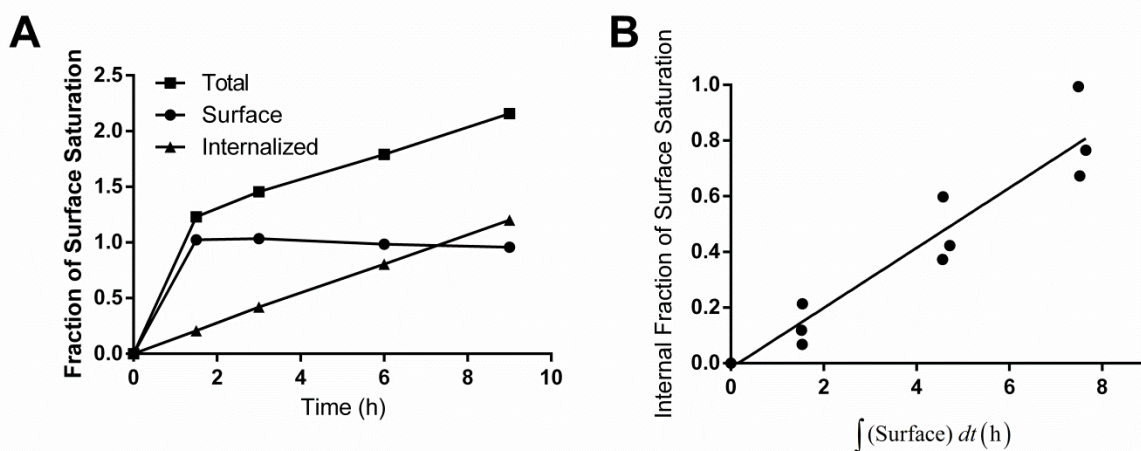 A
Fraction of Surface Saturation
2.5
2.0
1.5
1.0
0.5
0.0
Total
Surface
Internalized
0 2 4 6 8 10
Time (h)
B
Internal Fraction of Surface Saturation
1.0
0.8
0.6
0.4
0.2
0.0
0 2 4 6 8
∫(Surface) dt(h)